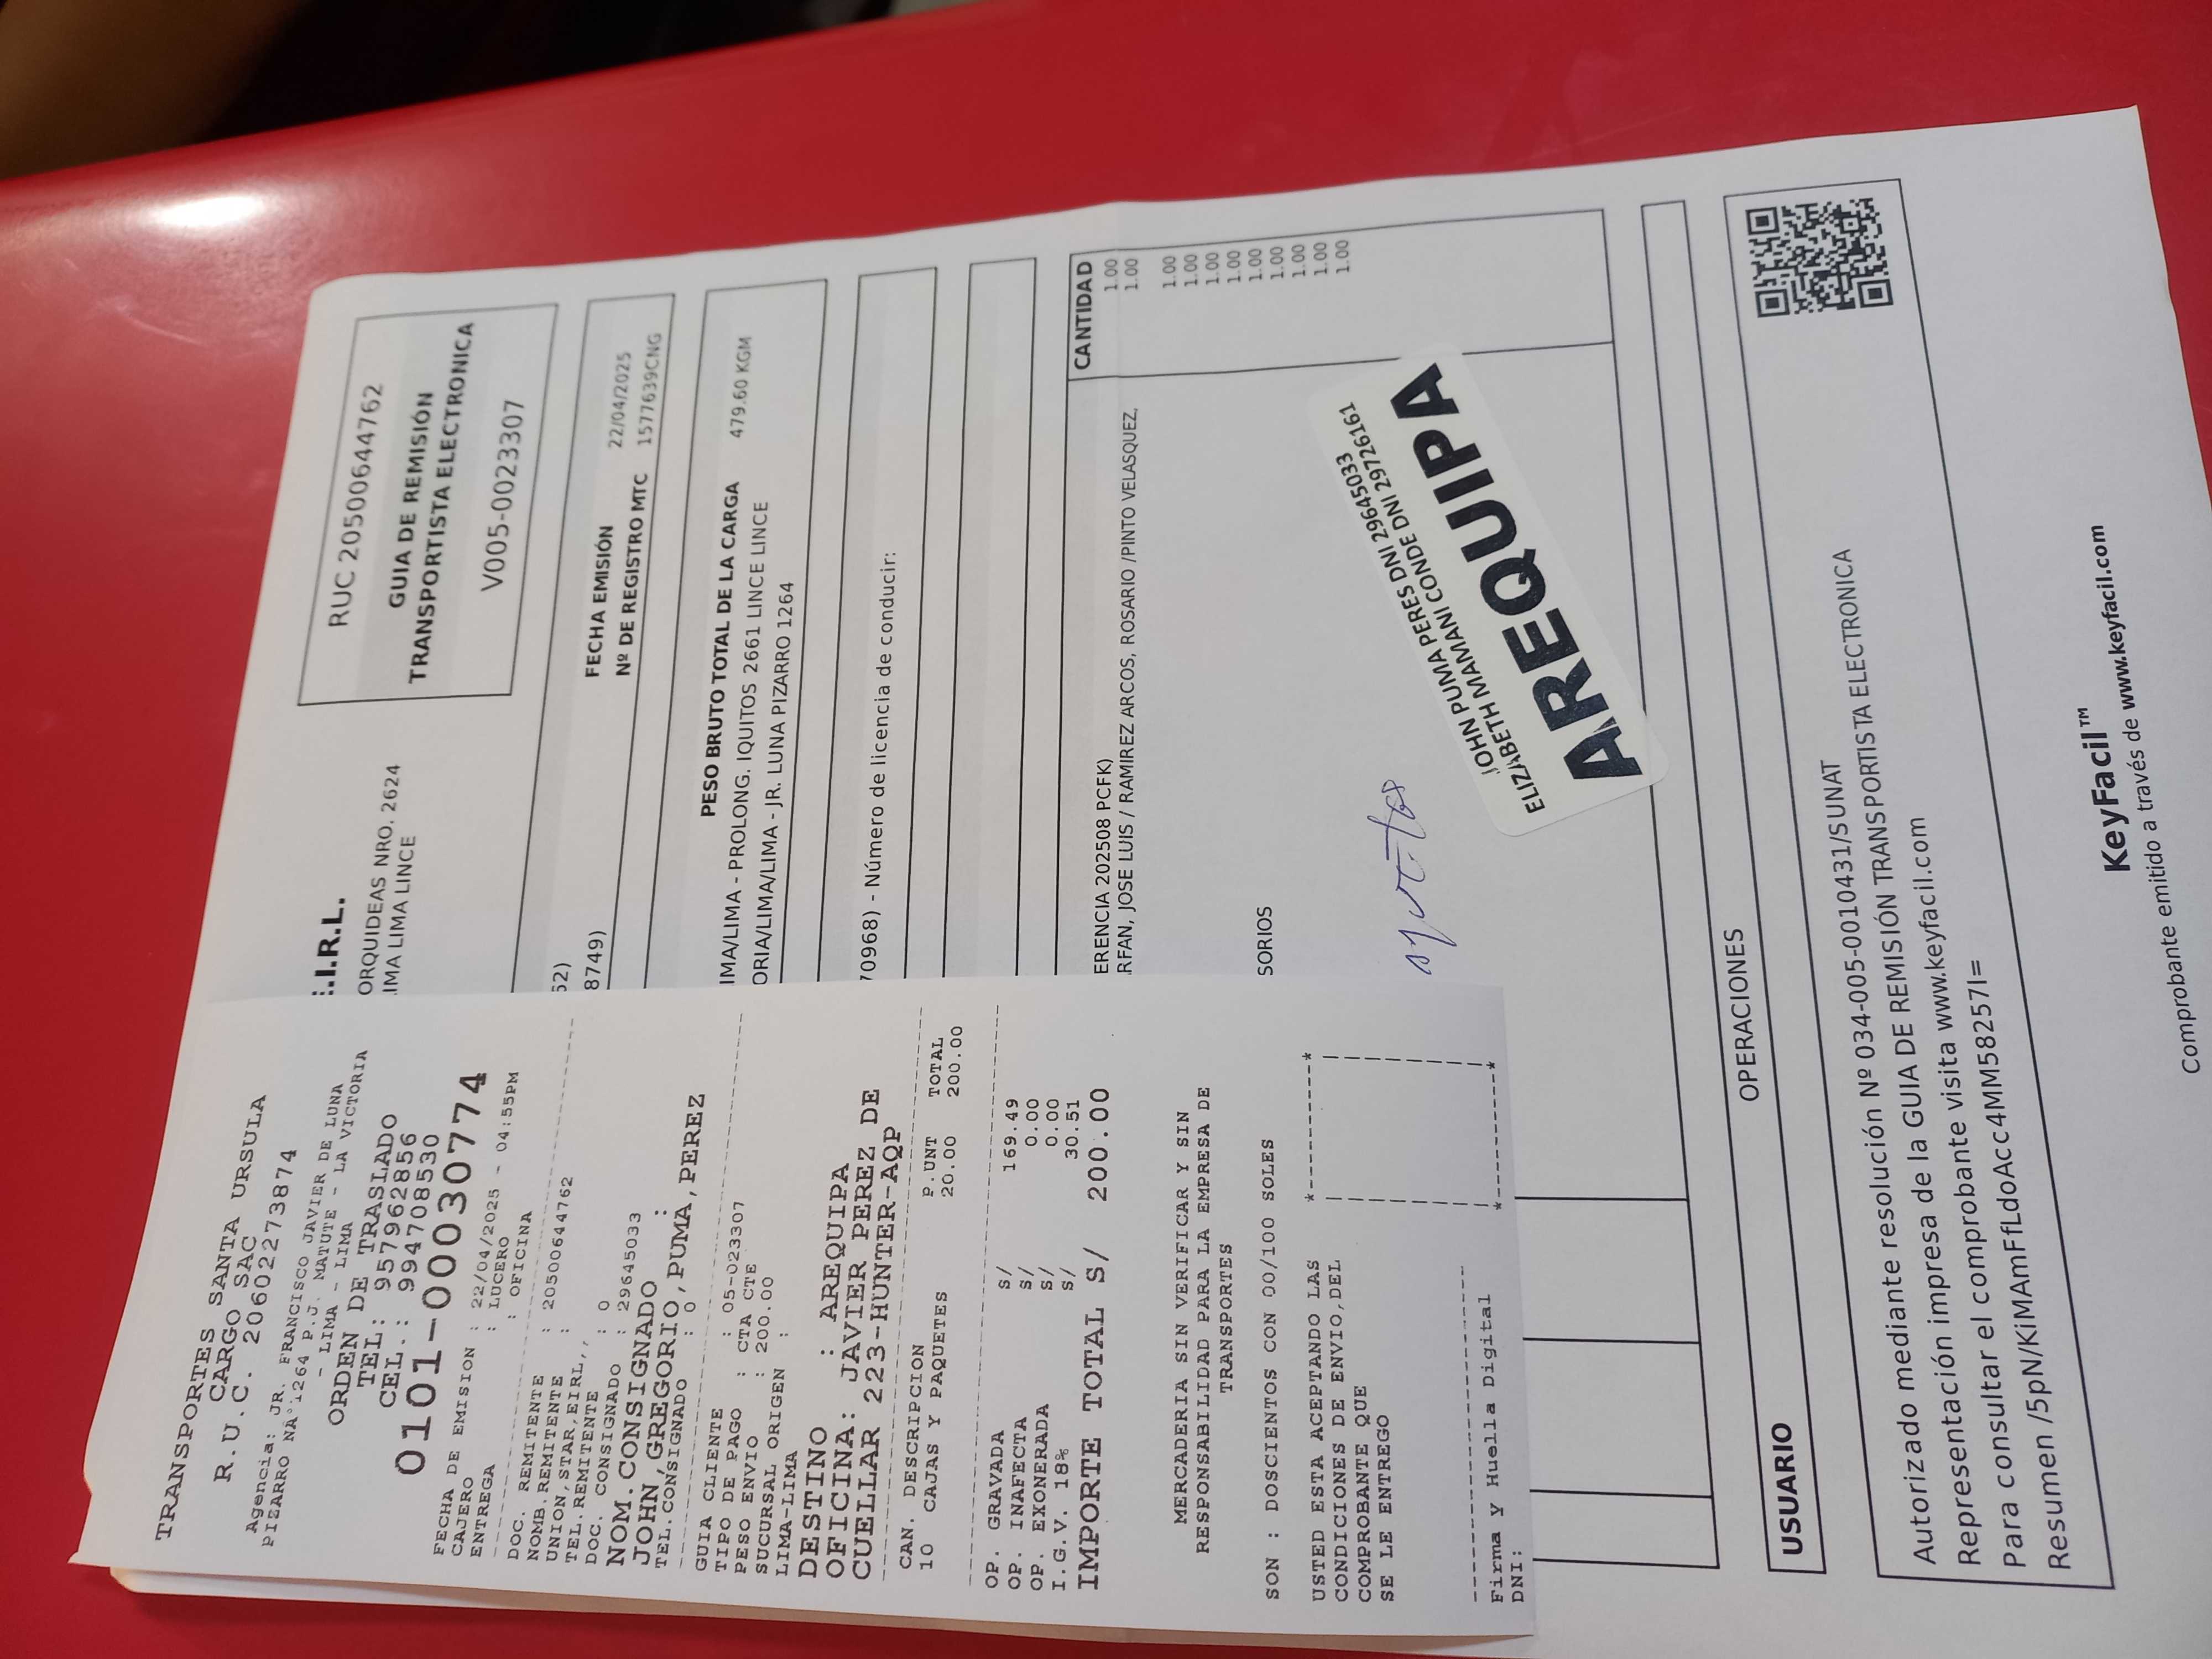 TRANSPORTES SANTA URSULA
CARGO SAC
R.U.C. 20602273874
Agencia: JR. FRANCISCO JAVIER DE LUNA
PIZARRO NA° 1264 P.J. MATUTE - LA VICTORIA
- LIMA - LIMA
ORDEN DE TRASLADO
TEL: 957962856
CEL.: 994708530
0101-00030774
FECHA DE EMISION : 22/04/2025 - 04:55PM
CAJERO : LUCERO
ENTREGA : OFICINA
DOC. REMITENTE : 20500644762
NOMB.REMITENTE :
UNION,STAR,EIRL,,
TEL.REMITENTE : 0
DOC. CONSIGNADO : 29645033
NOM.CONSIGNADO :
JOHN,GREGORIO,PUMA,PEREZ
TEL.CONSIGNADO : 0
GUIA CLIENTE : 05-023307
TIPO DE PAGO : CTA CTE
PESO ENVIO : 200.00
SUCURSAL ORIGEN :
LIMA-LIMA
DESTINO : AREQUIPA
OFICINA: JAVIER PEREZ DE
CUELLAR 223-HUNTER-AQP
CAN. DESCRIPCION P.UNT TOTAL
10 CAJAS Y PAQUETES 20.00 200.00
OP. GRAVADA S/ 169.49
OP. INAFECTA S/ 0.00
OP. EXONERADA S/ 0.00
I.G.V. 18% S/ 30.51
IMPORTE TOTAL S/ 200.00
MERCADERIA SIN VERIFICAR Y SIN
RESPONSABILIDAD PARA LA EMPRESA DE
TRANSPORTES
SON : DOSCIENTOS CON 00/100 SOLES
USTED ESTA ACEPTANDO LAS
CONDICIONES DE ENVIO,DEL
COMPROBANTE QUE
SE LE ENTREGO
Firma y Huella Digital
DNI:
RUC 20500644762
GUIA DE REMISIÓN
TRANSPORTISTA ELECTRONICA
V005-0023307
E.I.R.L.
ORQUIDEAS NRO. 2624
LIMA LIMA LINCE
FECHA EMISIÓN 22/04/2025
Nº DE REGISTRO MTC 1577639CNG
52)
8749)
PESO BRUTO TOTAL DE LA CARGA 479.60 KGM
IMA/LIMA - PROLONG. IQUITOS 2661 LINCE LINCE
ORIA/LIMA/LIMA - JR. LUNA PIZARRO 1264
70968) - Número de licencia de conducir:
CANTIDAD
ERENCIA 202508 PCFK) 1.00
RFAN, JOSE LUIS / RAMIREZ ARCOS, ROSARIO /PINTO VELASQUEZ, 1.00
1.00
1.00
1.00
1.00
SORIOS 1.00
1.00
1.00
1.00
1.00
JOHN PUMA PERES DNI 29645033
ELIZABETH MAMANI CONDE DNI 29726161
AREQUIPA
OPERACIONES
USUARIO
Autorizado mediante resolución Nº 034-005-0010431/SUNAT
Representación impresa de la GUIA DE REMISIÓN TRANSPORTISTA ELECTRONICA
Para consultar el comprobante visita www.keyfacil.com
Resumen /5pN/KiMAmFfLdoAcc4MM58257I=
KeyFacil™
Comprobante emitido a través de www.keyfacil.com